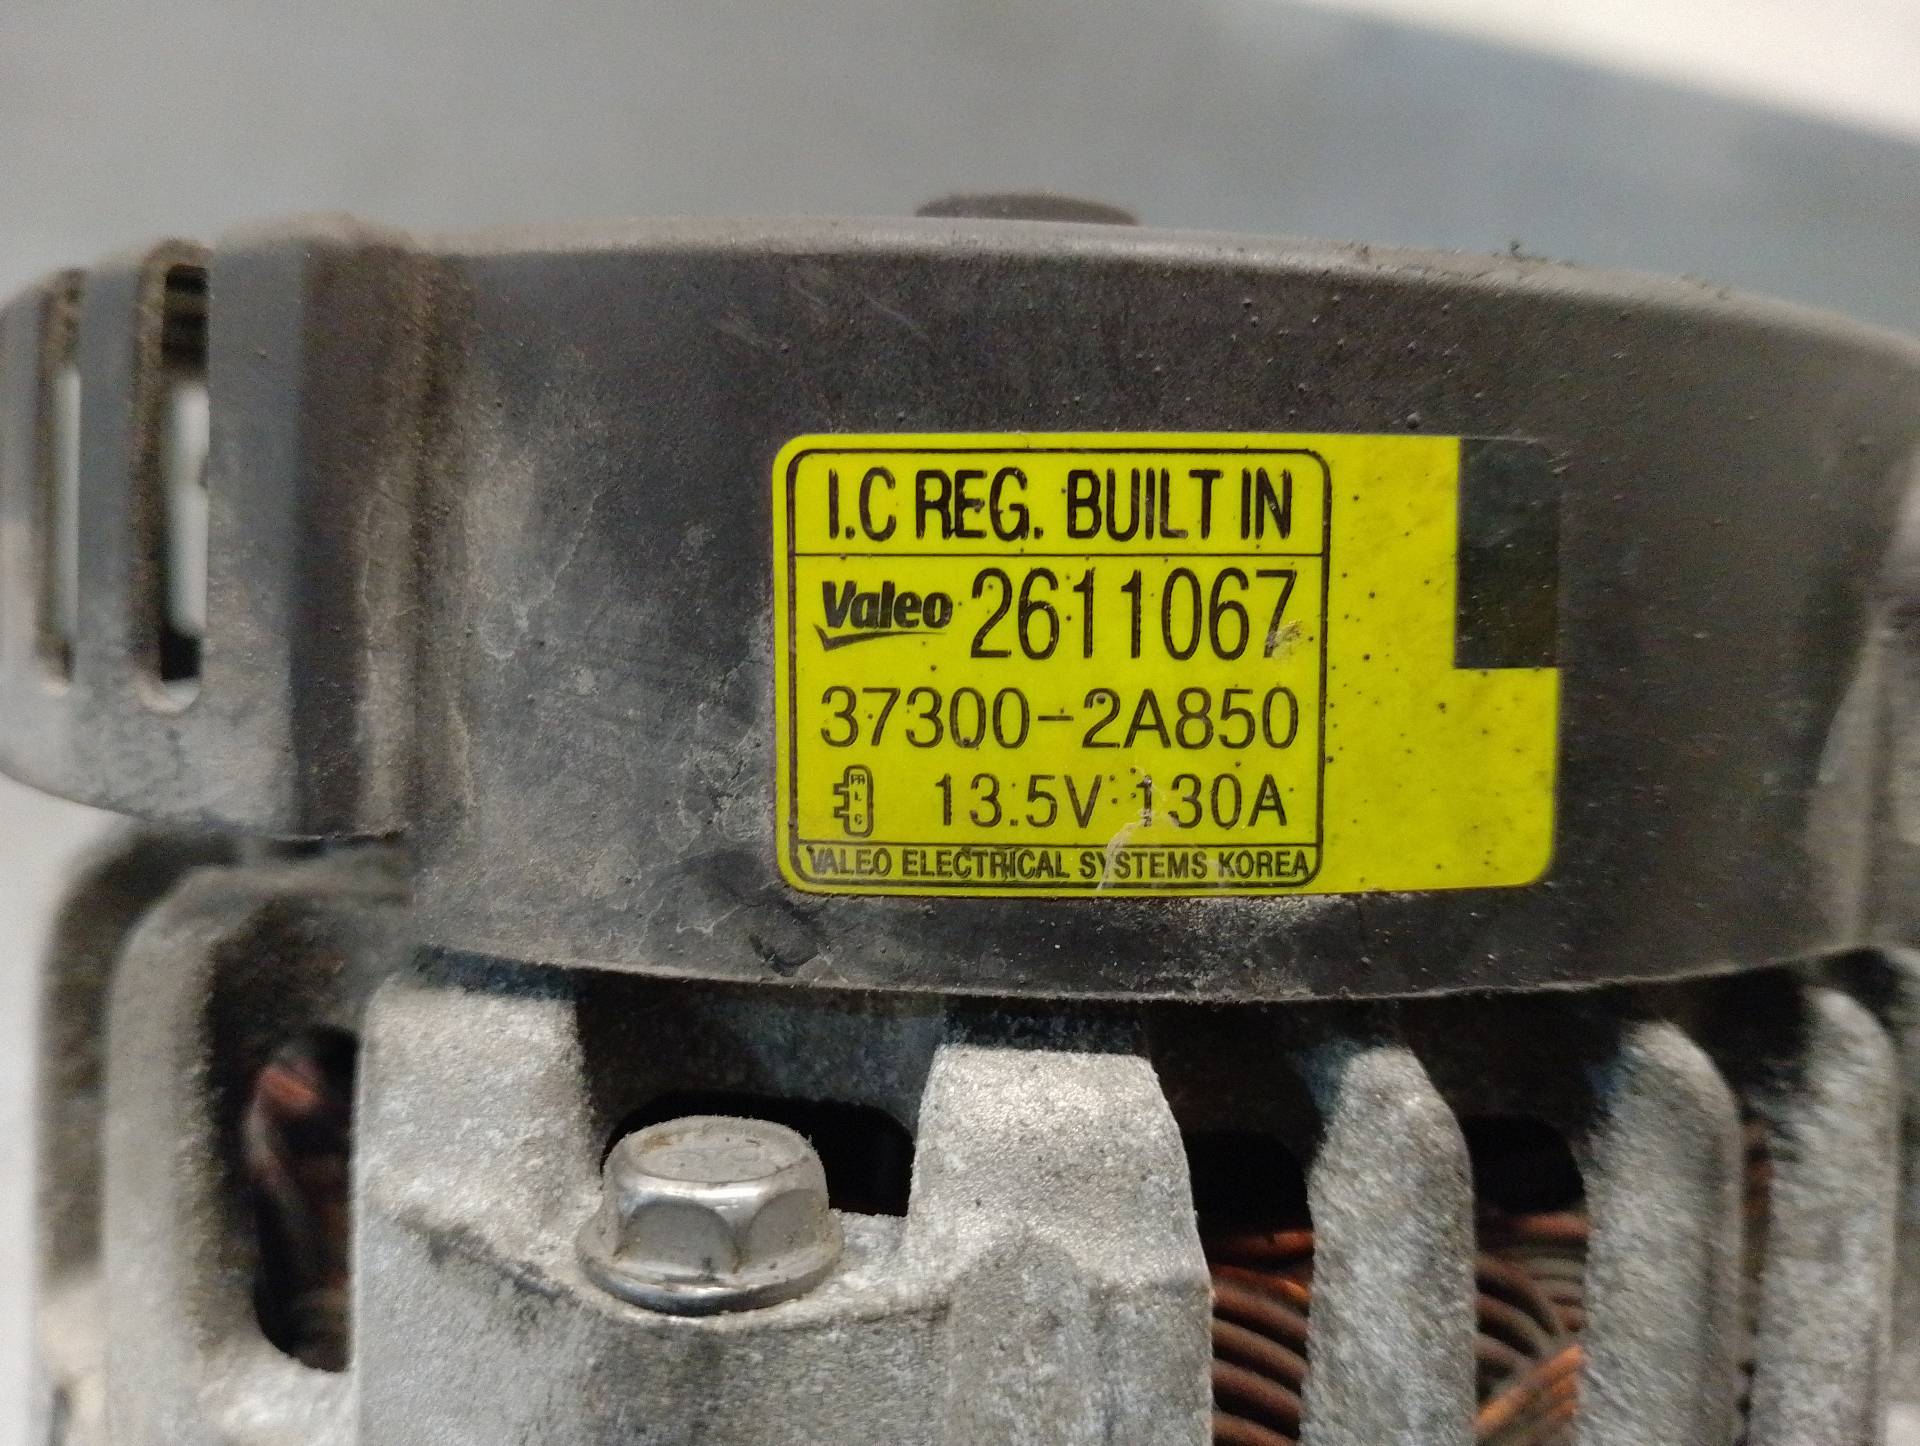 I.C REG. BUILT IN
Valeo 2611067
37300-2A850
13.5V 130A
VALEO ELECTRICAL SYSTEMS KOREA